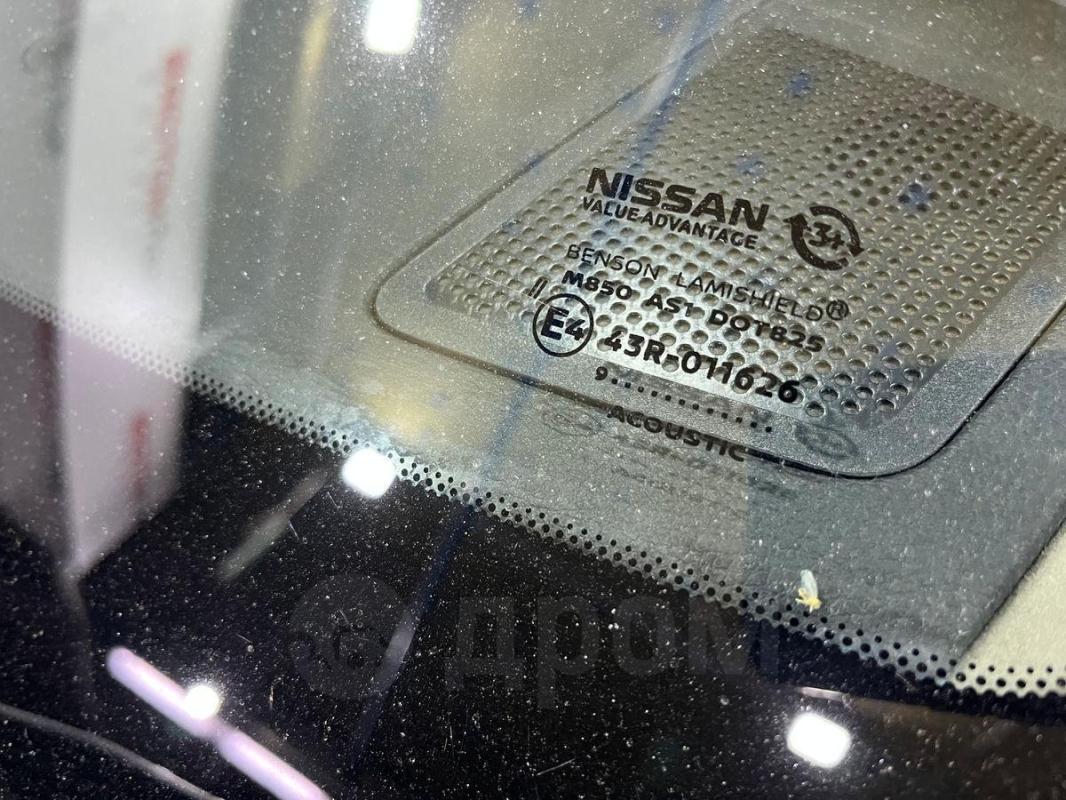 NISSAN
VALUE ADVANTAGE
3+
BENSON LAMISHIELD®
// M850 AS1 DOT825
E4 43R-011626
9............
ACOUSTIC
дром